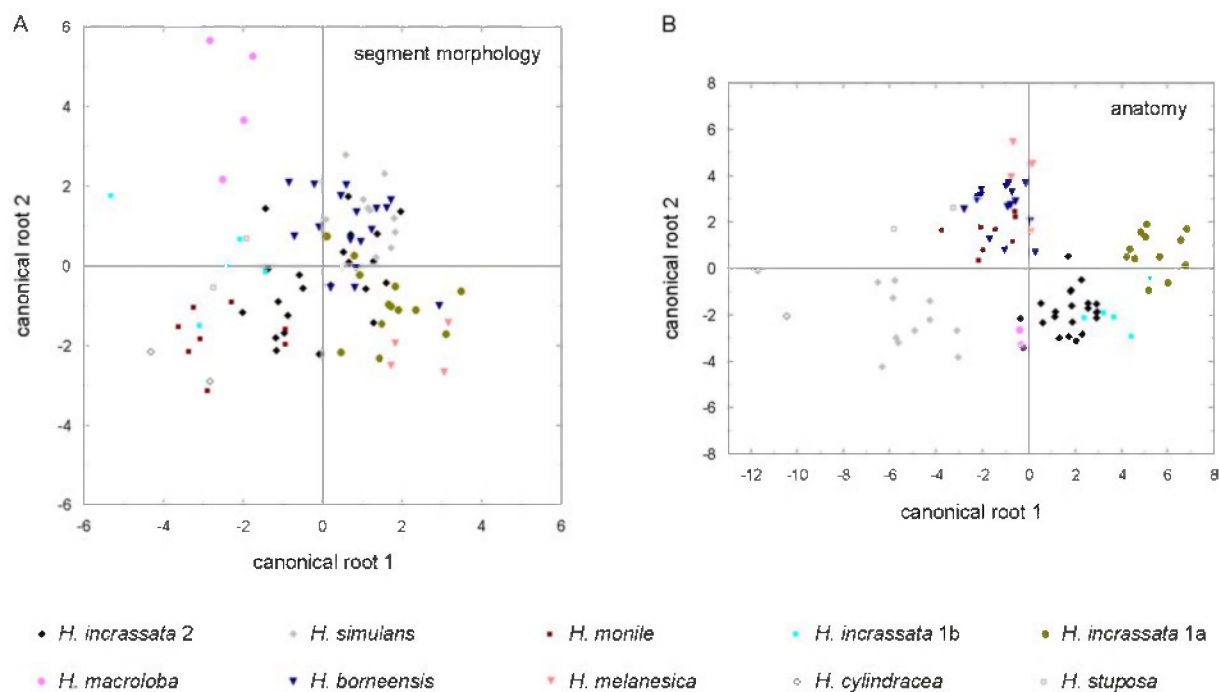 A
B
segment morphology
anatomy
6
4
2
0
-2
-4
-6
canonical root 2
-6 -4 -2 0 2 4 6
canonical root 1
8
6
4
2
0
-2
-4
-6
-8
canonical root 2
-12 -10 -8 -6 -4 -2 0 2 4 6 8
canonical root 1
H. incrassata 2 H. simulans H. monile H. incrassata 1b H. incrassata 1a
H. macroloba H. borneensis H. melanesica H. cylindracea H. stuposa